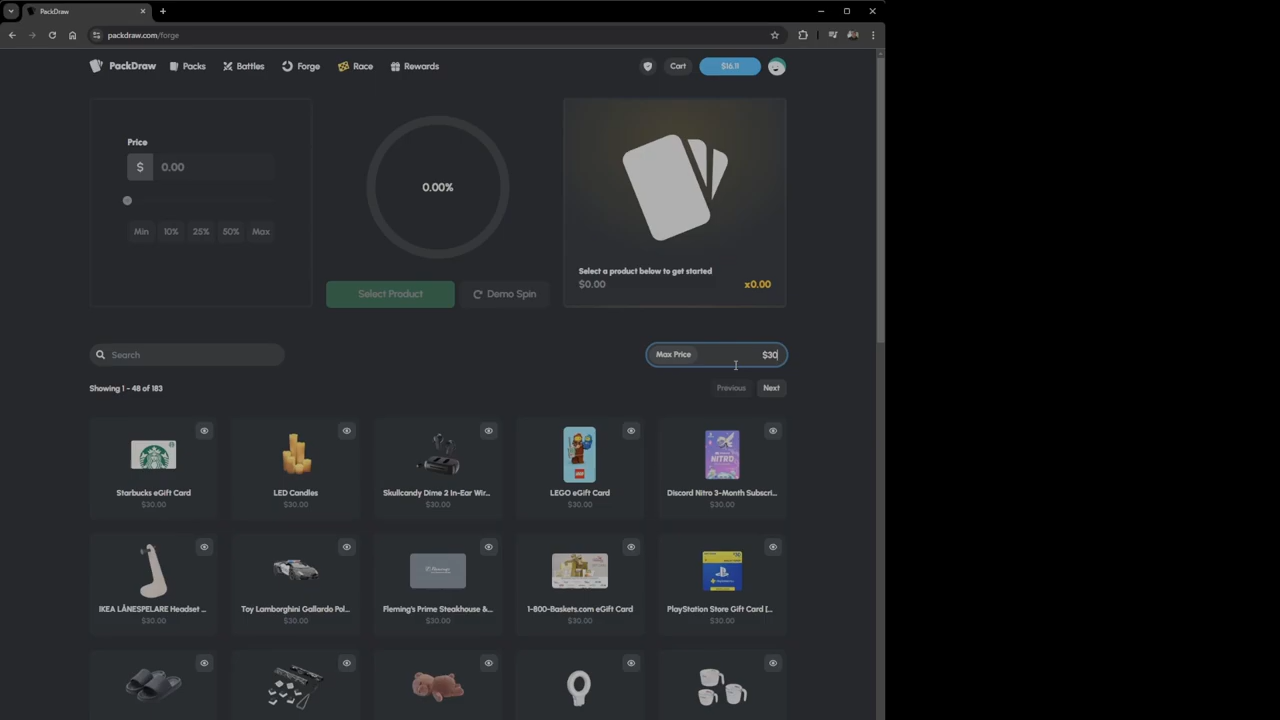 PackDraw
packdraw.com/forge
PackDraw Packs Battles Forge Race Rewards Cart $16.11
Price
$ 0.00
Min 10% 25% 50% Max
0.00%
Select Product Demo Spin
Select a product below to get started
$0.00 x0.00
Search
Max Price $30
Showing 1 - 48 of 183
Previous Next
Starbucks eGift Card
$30.00
LED Candles
$30.00
Skullcandy Dime 2 In-Ear Wir...
$30.00
LEGO eGift Card
$30.00
Discord Nitro 3-Month Subscri...
$30.00
IKEA LÅNESPELARE Headset ...
$30.00
Toy Lamborghini Gallardo Pol...
$30.00
Fleming's Prime Steakhouse &...
$30.00
1-800-Baskets.com eGift Card
$30.00
PlayStation Store Gift Card [...
$30.00